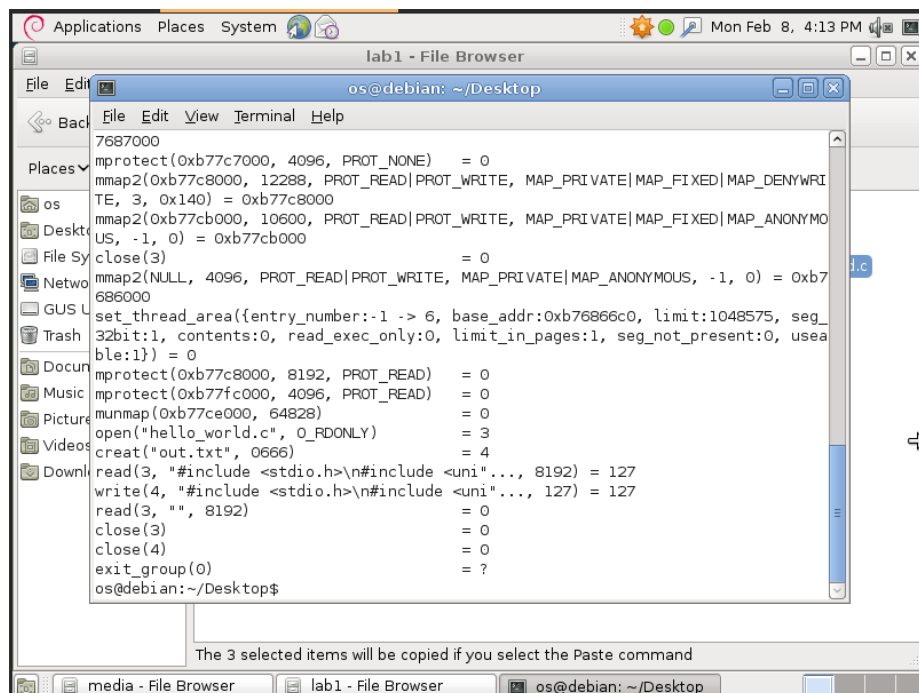 Applications Places System Mon Feb 8, 4:13 PM
lab1 - File Browser
File Edi
os@debian: ~/Desktop
File Edit View Terminal Help
Back
Places
os
Deskto
File Sy
Netwo
GUS U
Trash
Docum
Music
Picture
Videos
Downl
7687000
mprotect(0xb77c7000, 4096, PROT_NONE) = 0
mmap2(0xb77c8000, 12288, PROT_READ|PROT_WRITE, MAP_PRIVATE|MAP_FIXED|MAP_DENYWRI
TE, 3, 0x140) = 0xb77c8000
mmap2(0xb77cb000, 10600, PROT_READ|PROT_WRITE, MAP_PRIVATE|MAP_FIXED|MAP_ANONYMO
US, -1, 0) = 0xb77cb000
close(3) = 0
mmap2(NULL, 4096, PROT_READ|PROT_WRITE, MAP_PRIVATE|MAP_ANONYMOUS, -1, 0) = 0xb7
686000
set_thread_area({entry_number:-1 -> 6, base_addr:0xb76866c0, limit:1048575, seg_
32bit:1, contents:0, read_exec_only:0, limit_in_pages:1, seg_not_present:0, usea
ble:1}) = 0
mprotect(0xb77c8000, 8192, PROT_READ) = 0
mprotect(0xb77fc000, 4096, PROT_READ) = 0
munmap(0xb77ce000, 64828) = 0
open("hello_world.c", O_RDONLY) = 3
creat("out.txt", 0666) = 4
read(3, "#include <stdio.h>\n#include <uni"..., 8192) = 127
write(4, "#include <stdio.h>\n#include <uni"..., 127) = 127
read(3, "", 8192) = 0
close(3) = 0
close(4) = 0
exit_group(0) = ?
os@debian:~/Desktop$
d.c
The 3 selected items will be copied if you select the Paste command
media - File Browser lab1 - File Browser os@debian: ~/Desktop